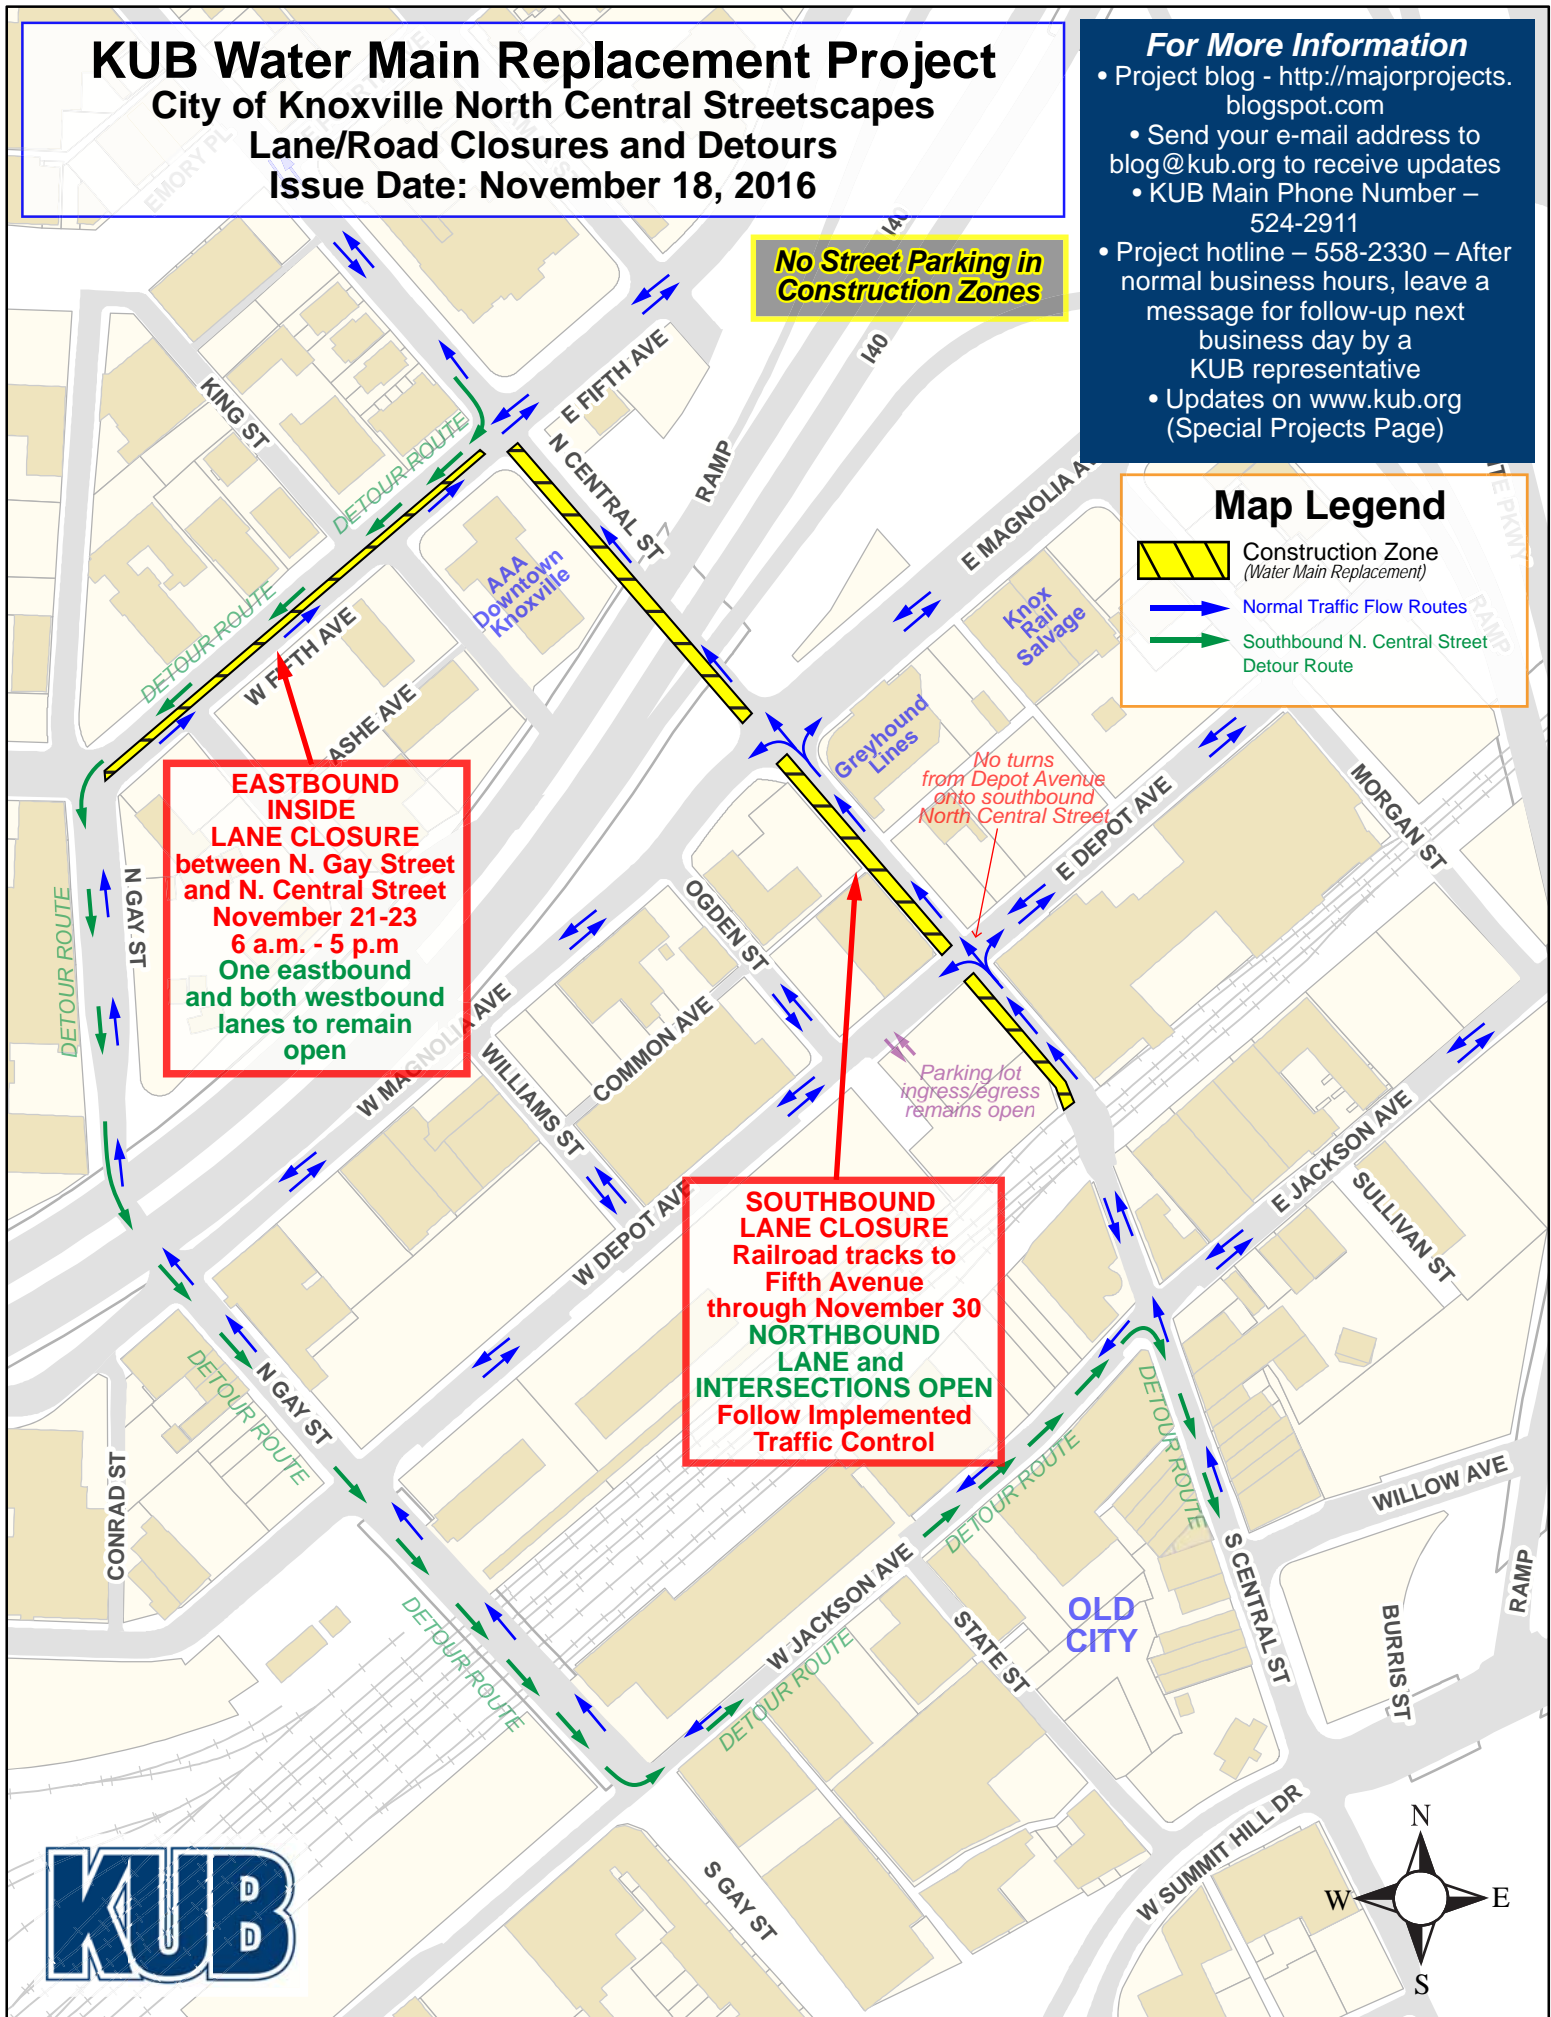 KUB Water Main Replacement Project
City of Knoxville North Central Streetscapes
Lane/Road Closures and Detours
Issue Date: November 18, 2016
For More Information
• Project blog - http://majorprojects.
blogspot.com
• Send your e-mail address to
blog@kub.org to receive updates
• KUB Main Phone Number –
524-2911
• Project hotline – 558-2330 – After
normal business hours, leave a
message for follow-up next
business day by a
KUB representative
• Updates on www.kub.org
(Special Projects Page)
No Street Parking in
Construction Zones
Map Legend
Construction Zone
(Water Main Replacement)
Normal Traffic Flow Routes
Southbound N. Central Street
Detour Route
EMORY PL
I40
I40
KING ST
E FIFTH AVE
N CENTRAL ST
RAMP
E MAGNOLIA A
RAMP
DETOUR ROUTE
DETOUR ROUTE
DETOUR ROUTE
AAA
Downtown
Knoxville
Knox
Rail
Salvage
Greyhound
Lines
W FIFTH AVE
ASHE AVE
No turns
from Depot Avenue
onto southbound
North Central Street
E DEPOT AVE
MORGAN ST
EASTBOUND
INSIDE
LANE CLOSURE
between N. Gay Street
and N. Central Street
November 21-23
6 a.m. - 5 p.m
One eastbound
and both westbound
lanes to remain
open
N GAY ST
DETOUR ROUTE
OGDEN ST
W MAGNOLIA AVE
COMMON AVE
WILLIAMS ST
Parking lot
ingress/egress
remains open
E JACKSON AVE
SULLIVAN ST
W DEPOT AVE
SOUTHBOUND
LANE CLOSURE
Railroad tracks to
Fifth Avenue
through November 30
NORTHBOUND
LANE and
INTERSECTIONS OPEN
Follow Implemented
Traffic Control
N GAY ST
DETOUR ROUTE
CONRAD ST
DETOUR ROUTE
DETOUR ROUTE
WILLOW AVE
RAMP
W JACKSON AVE
S CENTRAL ST
OLD
CITY
STATE ST
BURRIS ST
DETOUR ROUTE
DETOUR ROUTE
DETOUR ROUTE
W SUMMIT HILL DR
S GAY ST
KUB
N
W
E
S